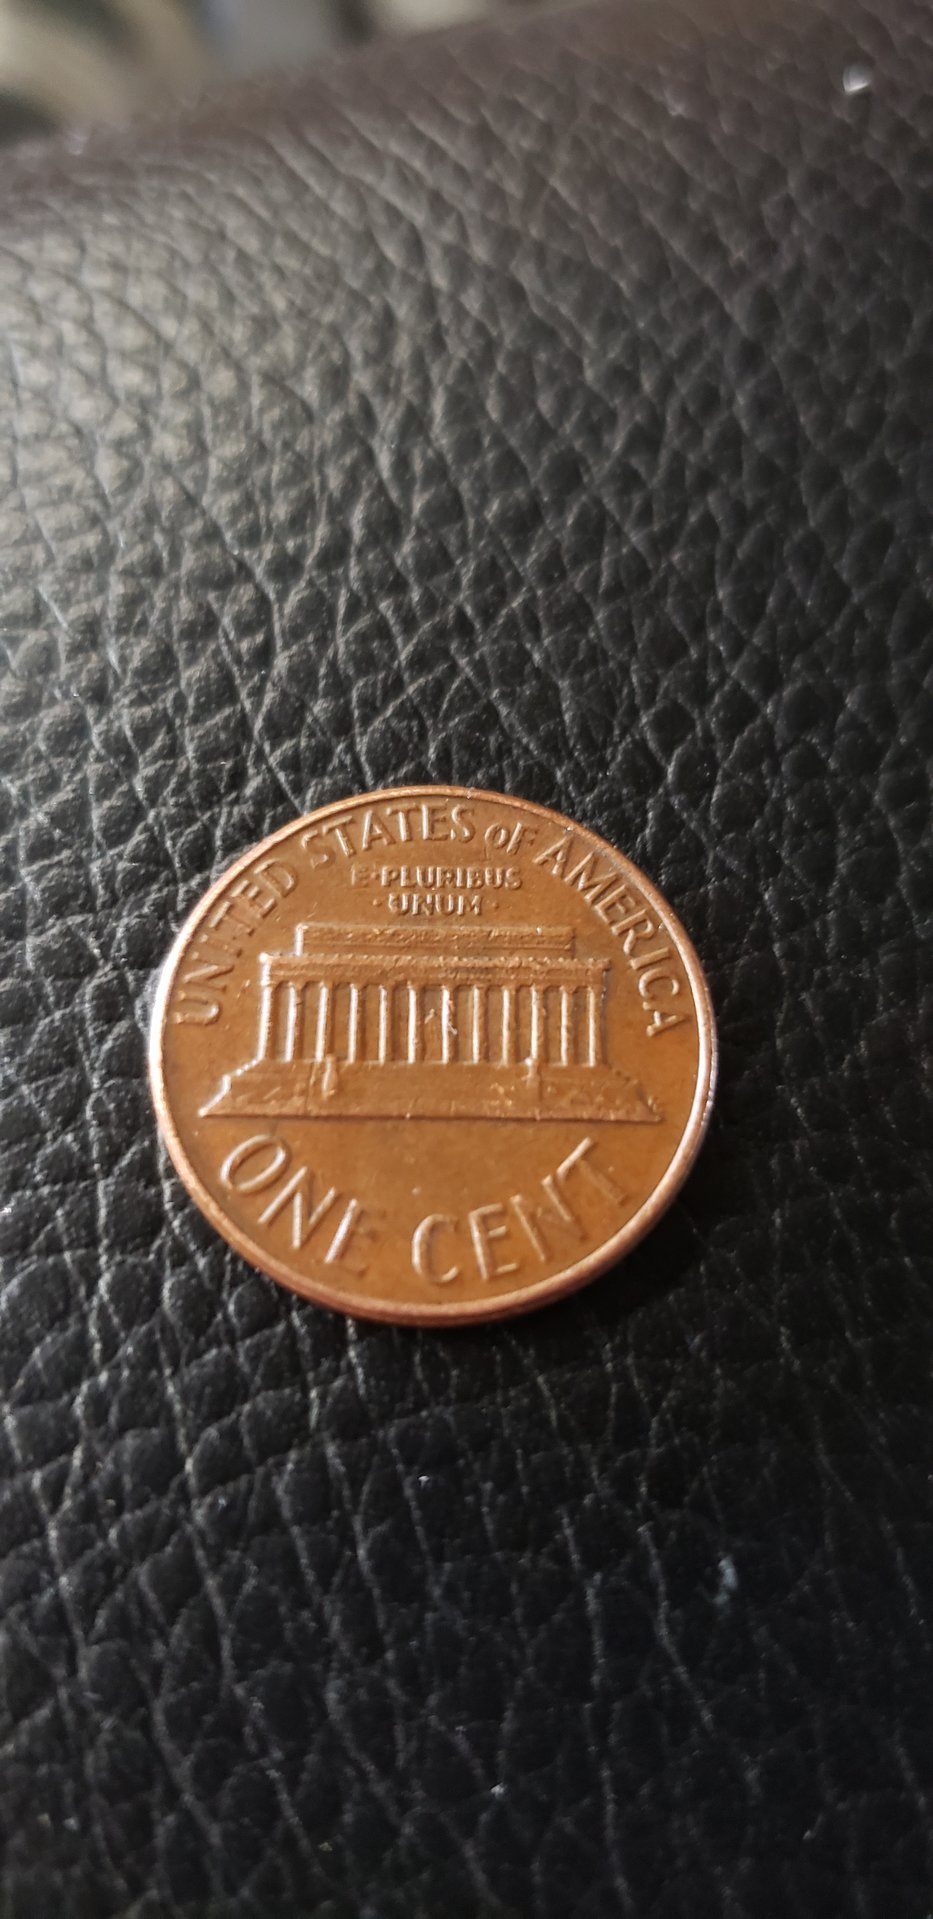 UNITED STATES OF AMERICA
E·PLURIBUS
·UNUM·
ONE CENT